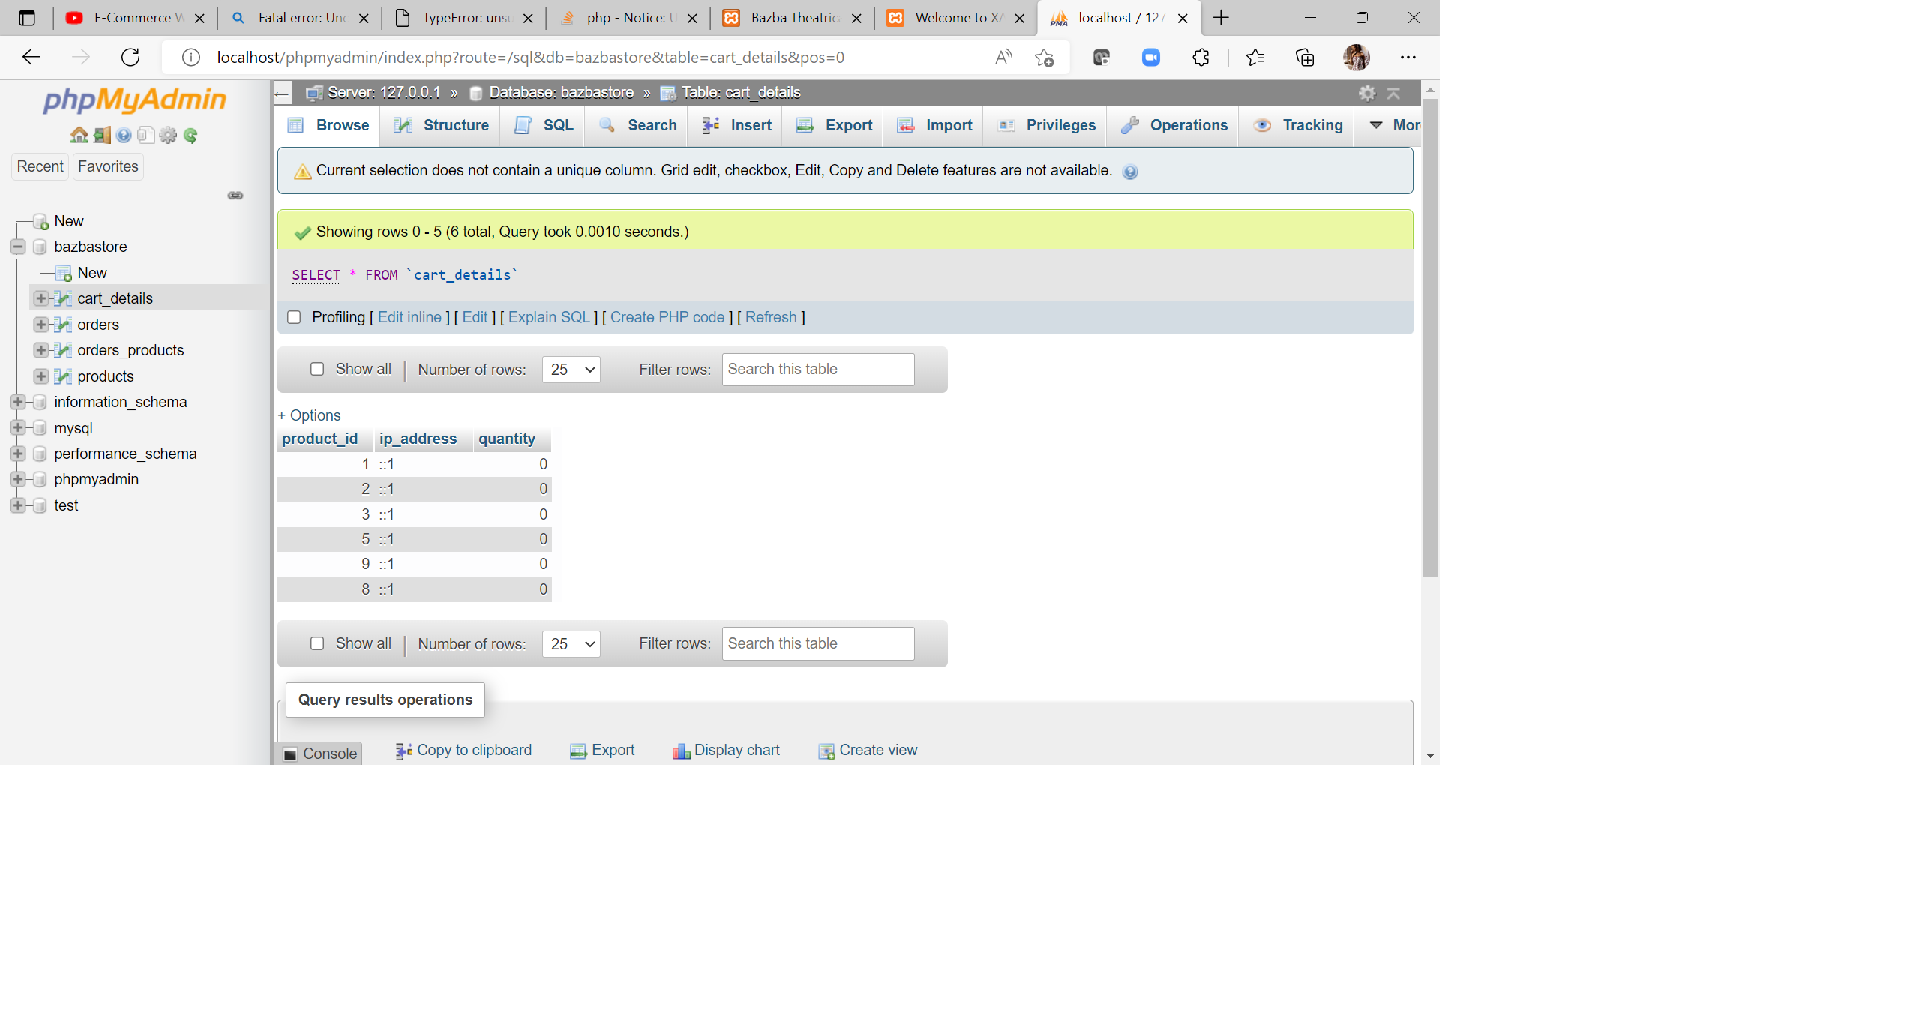 E-Commerce W
Fatal error: Unc
TypeError: unsu
php - Notice: U
Bazba Theatric
Welcome to XA
localhost / 127
localhost/phpmyadmin/index.php?route=/sql&db=bazbastore&table=cart_details&pos=0
phpMyAdmin
Recent
Favorites
New
bazbastore
New
cart_details
orders
orders_products
products
information_schema
mysql
performance_schema
phpmyadmin
test
Server: 127.0.0.1 » Database: bazbastore » Table: cart_details
Browse Structure SQL Search Insert Export Import Privileges Operations Tracking Mor
Current selection does not contain a unique column. Grid edit, checkbox, Edit, Copy and Delete features are not available.
Showing rows 0 - 5 (6 total, Query took 0.0010 seconds.)
SELECT * FROM `cart_details`
Profiling [ Edit inline ] [ Edit ] [ Explain SQL ] [ Create PHP code ] [ Refresh ]
Show all | Number of rows: 25 Filter rows: Search this table
+ Options
product_id ip_address quantity
1 ::1 0
2 ::1 0
3 ::1 0
5 ::1 0
9 ::1 0
8 ::1 0
Show all | Number of rows: 25 Filter rows: Search this table
Query results operations
Console
Copy to clipboard Export Display chart Create view